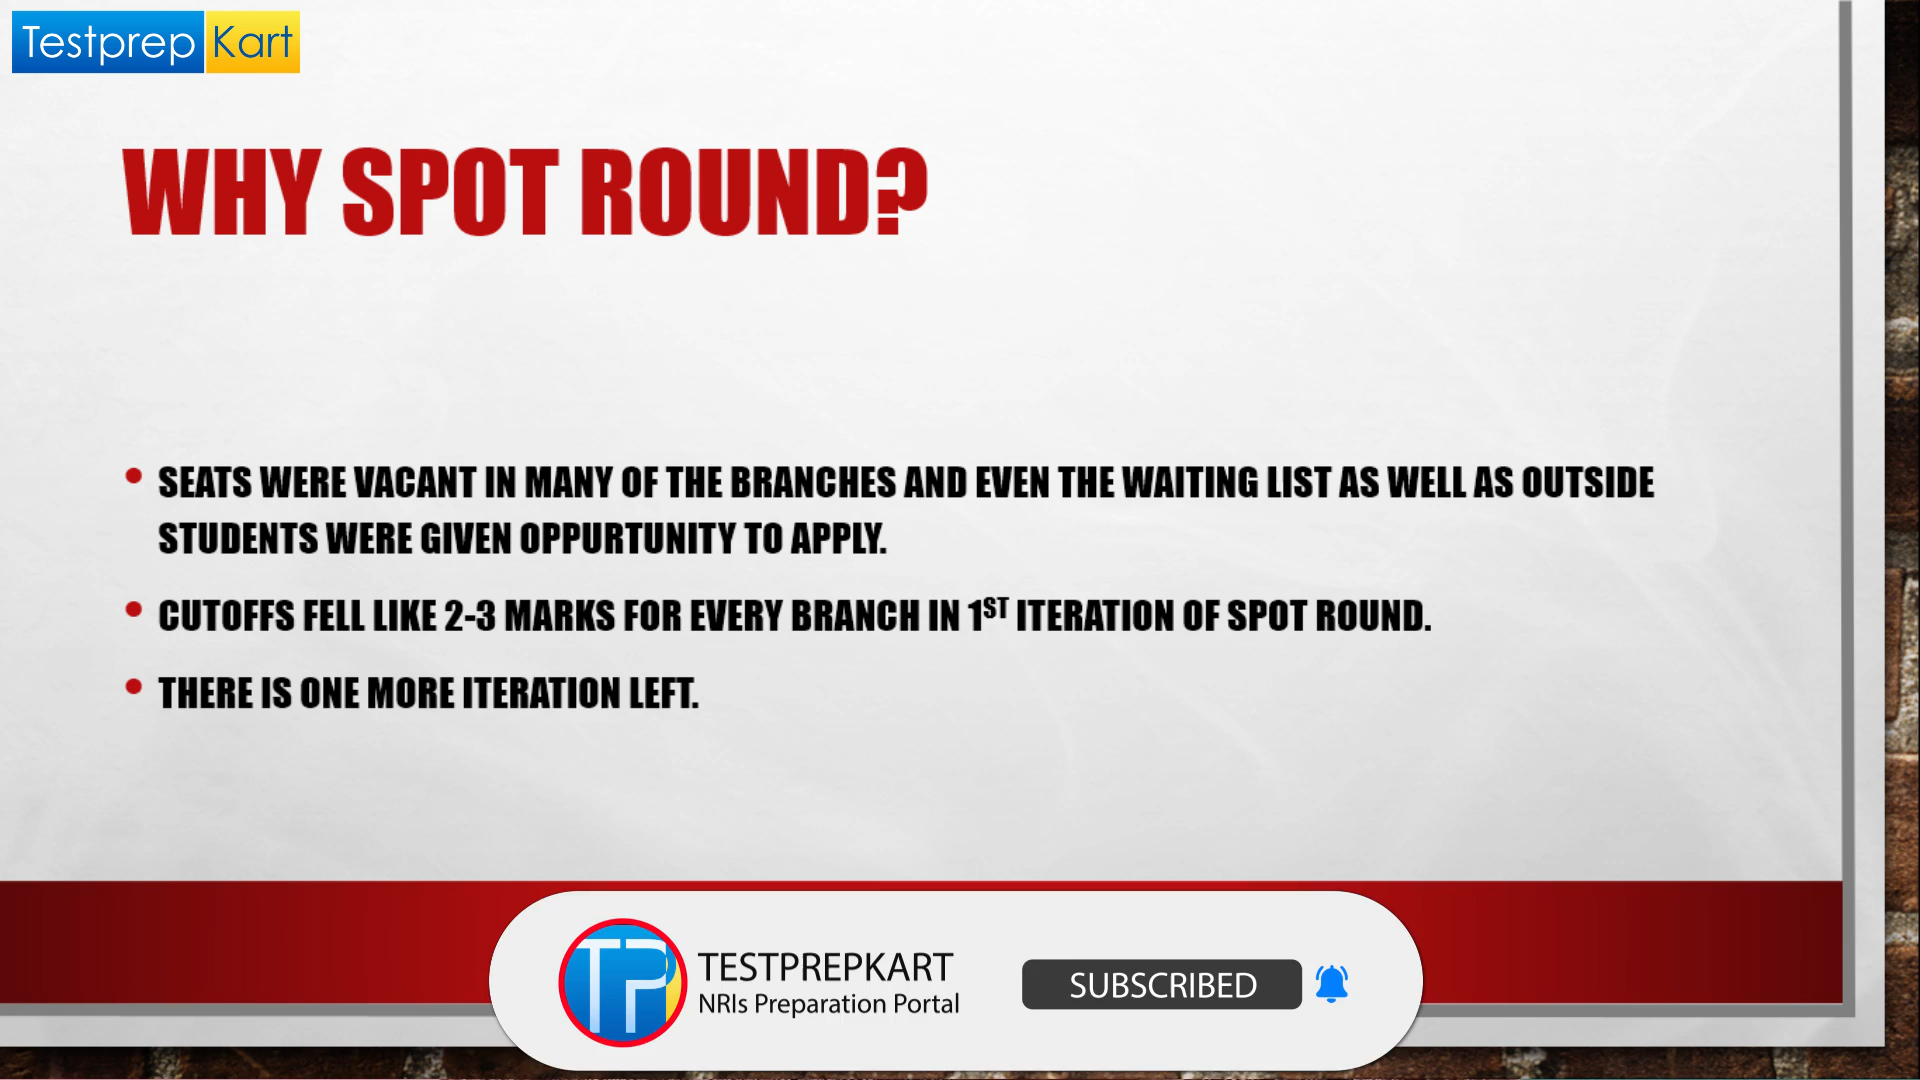 Testprep Kart
WHY SPOT ROUND?
• SEATS WERE VACANT IN MANY OF THE BRANCHES AND EVEN THE WAITING LIST AS WELL AS OUTSIDE
STUDENTS WERE GIVEN OPPURTUNITY TO APPLY.
• CUTOFFS FELL LIKE 2-3 MARKS FOR EVERY BRANCH IN 1ST ITERATION OF SPOT ROUND.
• THERE IS ONE MORE ITERATION LEFT.
TP
TESTPREPKART
NRIs Preparation Portal
SUBSCRIBED